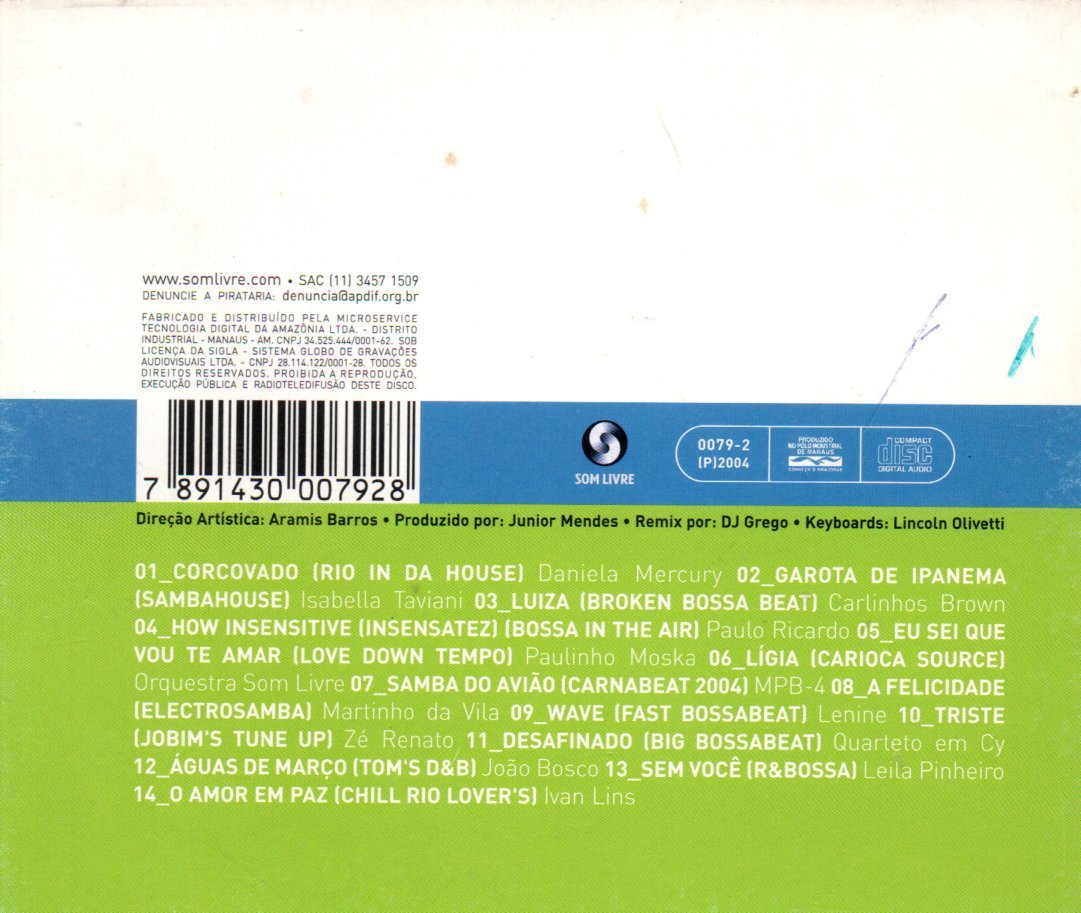 www.somlivre.com • SAC (11) 3457 1509
DENUNCIE A PIRATARIA: denuncia@apdif.org.br
FABRICADO E DISTRIBUÍDO PELA MICROSERVICE
TECNOLOGIA DIGITAL DA AMAZÔNIA LTDA. - DISTRITO
INDUSTRIAL - MANAUS - AM. CNPJ 34.525.444/0001-62. SOB
LICENÇA DA SIGLA - SISTEMA GLOBO DE GRAVAÇÕES
AUDIOVISUAIS LTDA. - CNPJ 28.114.122/0001-28. TODOS OS
DIREITOS RESERVADOS. PROIBIDA A REPRODUÇÃO,
EXECUÇÃO PÚBLICA E RADIOTELEDIFUSÃO DESTE DISCO.
7 891430 007928
SOM LIVRE
0079-2
(P)2004
PRODUZIDO
NO PÓLO INDUSTRIAL
DE MANAUS
CONHEÇA O AMAZONAS
COMPACT
disc
DIGITAL AUDIO
Direção Artística: Aramis Barros • Produzido por: Junior Mendes • Remix por: DJ Grego • Keyboards: Lincoln Olivetti
01_CORCOVADO (RIO IN DA HOUSE) Daniela Mercury 02_GAROTA DE IPANEMA
(SAMBAHOUSE) Isabella Taviani 03_LUIZA (BROKEN BOSSA BEAT) Carlinhos Brown
04_HOW INSENSITIVE (INSENSATEZ) (BOSSA IN THE AIR) Paulo Ricardo 05_EU SEI QUE
VOU TE AMAR (LOVE DOWN TEMPO) Paulinho Moska 06_LÍGIA (CARIOCA SOURCE)
Orquestra Som Livre 07_SAMBA DO AVIÃO (CARNABEAT 2004) MPB-4 08_A FELICIDADE
(ELECTROSAMBA) Martinho da Vila 09_WAVE (FAST BOSSABEAT) Lenine 10_TRISTE
(JOBIM'S TUNE UP) Zé Renato 11_DESAFINADO (BIG BOSSABEAT) Quarteto em Cy
12_ÁGUAS DE MARÇO (TOM'S D&B) João Bosco 13_SEM VOCÊ (R&BOSSA) Leila Pinheiro
14_O AMOR EM PAZ (CHILL RIO LOVER'S) Ivan Lins